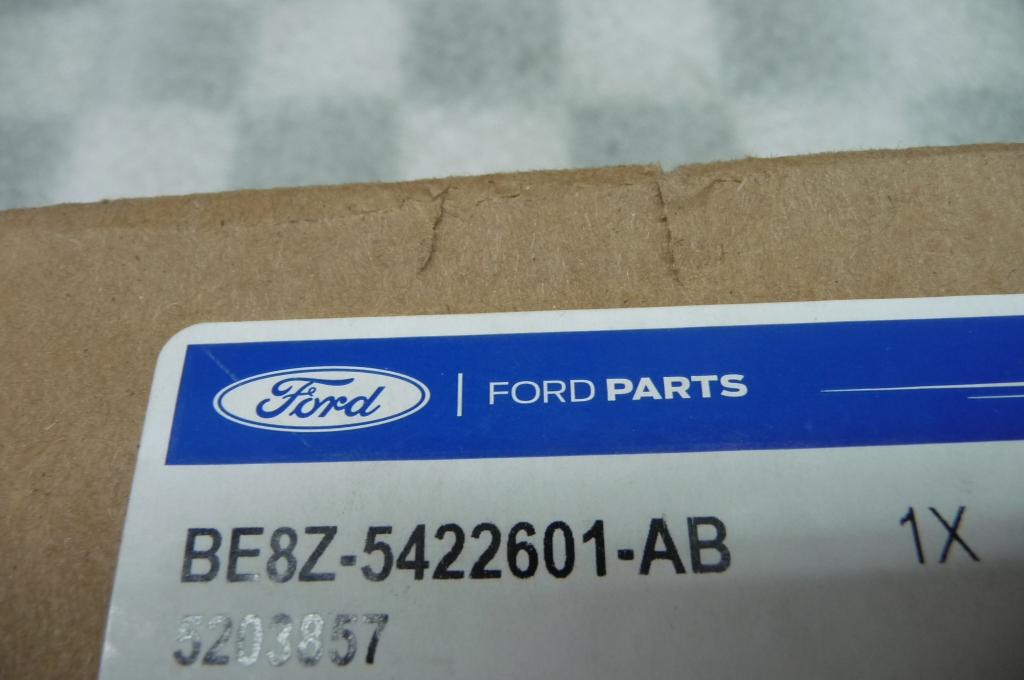 Ford | FORD PARTS
BE8Z-5422601-AB 1X
5203857